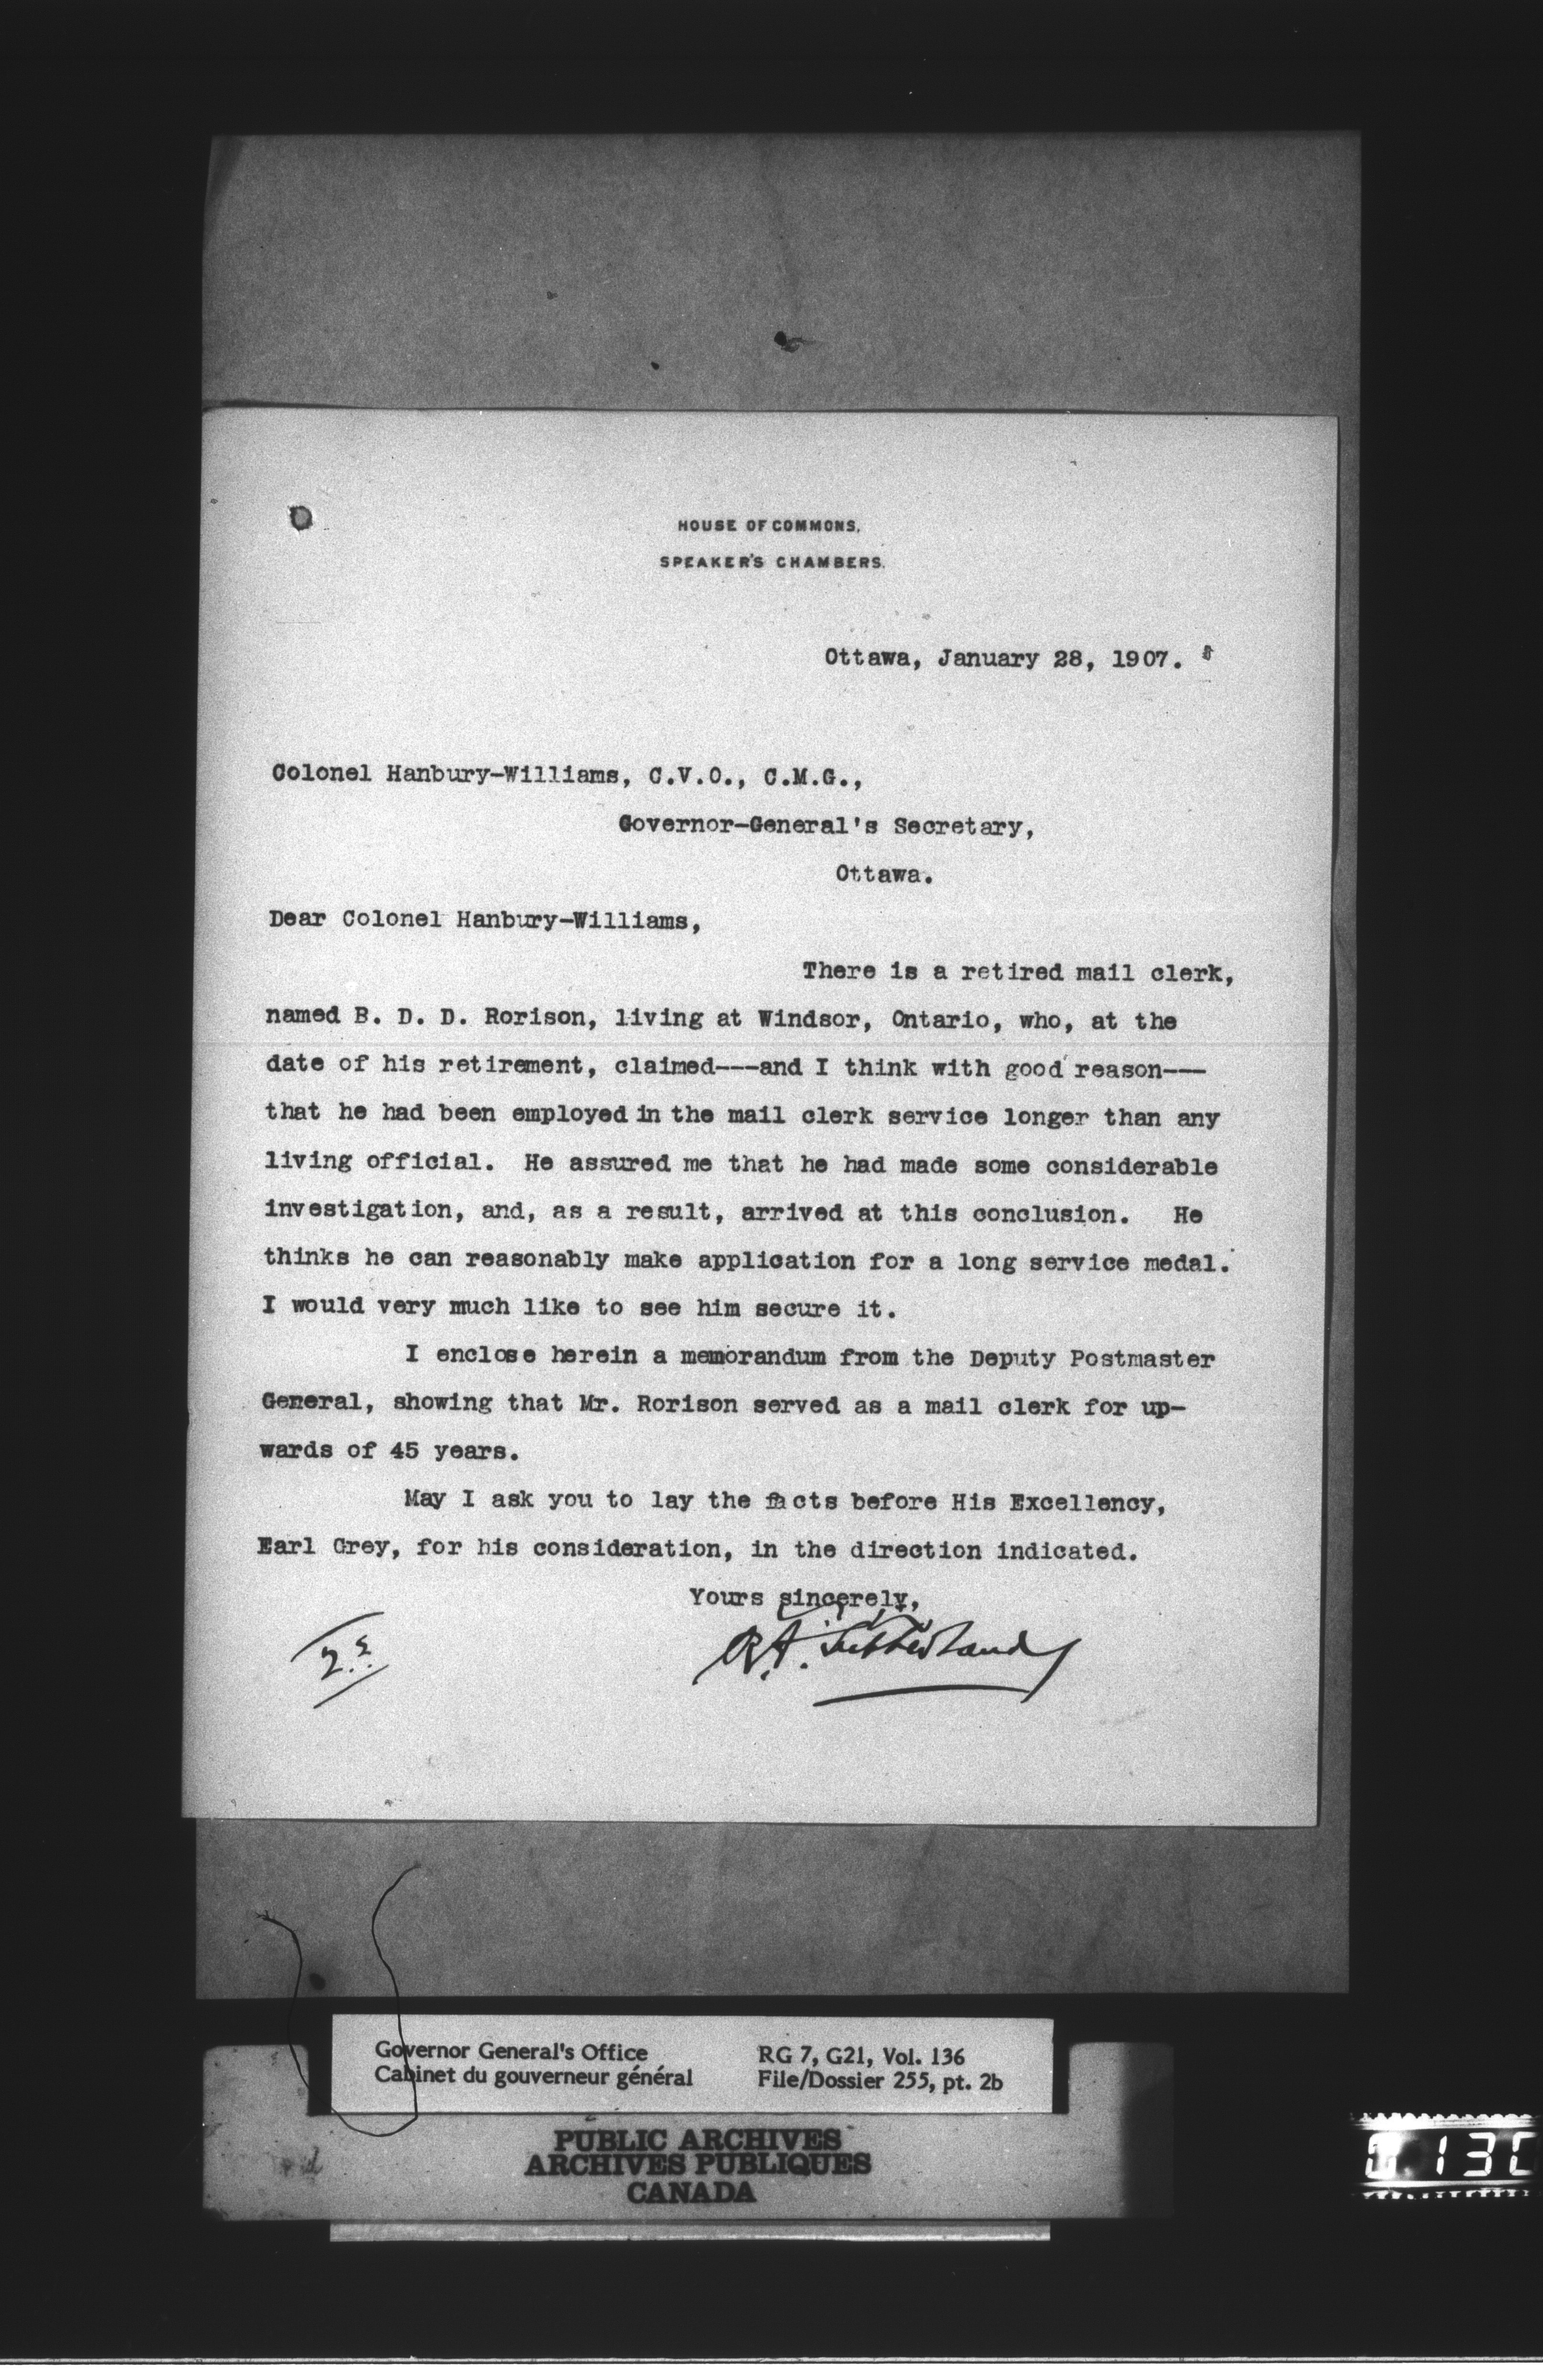 HOUSE OF COMMONS.
SPEAKER'S CHAMBERS.
Ottawa, January 28, 1907.
Colonel Hanbury-Williams, C.V.O., C.M.G.,
Governor-General's Secretary,
Ottawa.
Dear Colonel Hanbury-Williams,
There is a retired mail clerk,
named B. D. D. Rorison, living at Windsor, Ontario, who, at the
date of his retirement, claimed---and I think with good reason---
that he had been employed in the mail clerk service longer than any
living official. He assured me that he had made some considerable
investigation, and, as a result, arrived at this conclusion. He
thinks he can reasonably make application for a long service medal.
I would very much like to see him secure it.
I enclose herein a memorandum from the Deputy Postmaster
General, showing that Mr. Rorison served as a mail clerk for up-
wards of 45 years.
May I ask you to lay the facts before His Excellency,
Earl Grey, for his consideration, in the direction indicated.
Yours sincerely,
R.F. Sutherland
Governor General's Office RG 7, G21, Vol. 136
Cabinet du gouverneur général File/Dossier 255, pt. 2b
PUBLIC ARCHIVES
ARCHIVES PUBLIQUES
CANADA